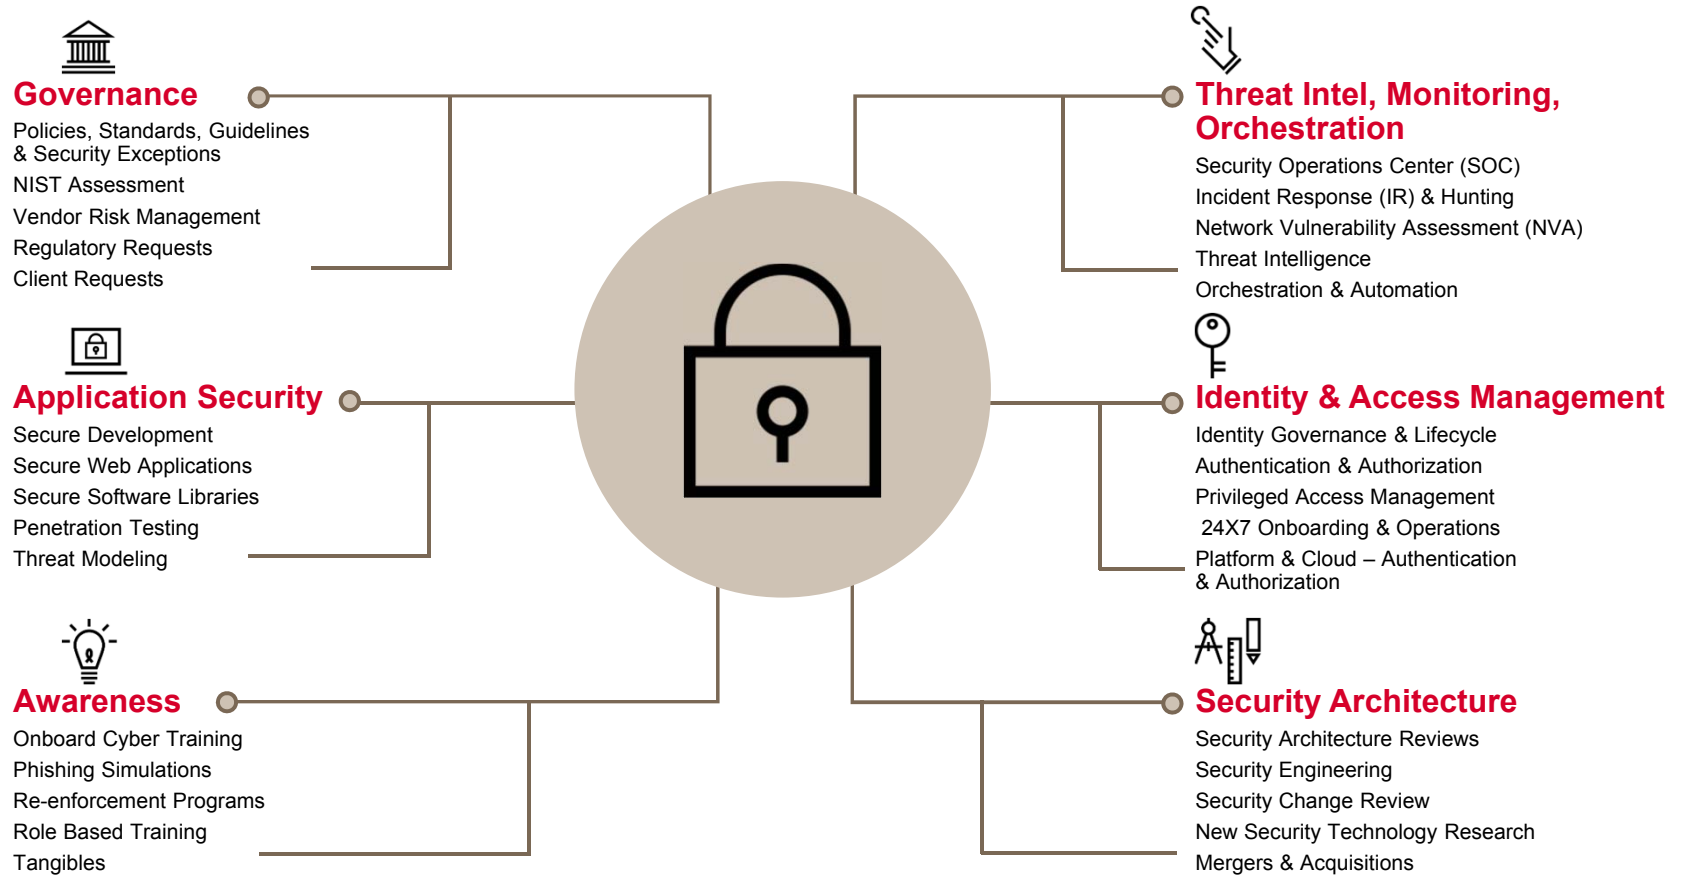 Governance
Policies, Standards, Guidelines
& Security Exceptions
NIST Assessment
Vendor Risk Management
Regulatory Requests
Client Requests
Application Security
Secure Development
Secure Web Applications
Secure Software Libraries
Penetration Testing
Threat Modeling
Awareness
Onboard Cyber Training
Phishing Simulations
Re-enforcement Programs
Role Based Training
Tangibles
Threat Intel, Monitoring,
Orchestration
Security Operations Center (SOC)
Incident Response (IR) & Hunting
Network Vulnerability Assessment (NVA)
Threat Intelligence
Orchestration & Automation
Identity & Access Management
Identity Governance & Lifecycle
Authentication & Authorization
Privileged Access Management
24X7 Onboarding & Operations
Platform & Cloud – Authentication
& Authorization
Security Architecture
Security Architecture Reviews
Security Engineering
Security Change Review
New Security Technology Research
Mergers & Acquisitions